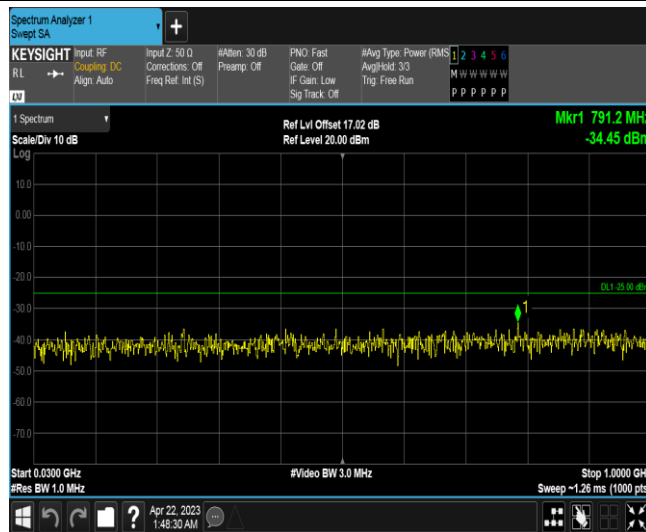 Spectrum Analyzer 1
Swept SA
+
KEYSIGHT
RL
LXI
Input: RF
Coupling: DC
Align: Auto
Input Z: 50 Ω
Corrections: Off
Freq Ref: Int (S)
#Atten: 30 dB
Preamp: Off
PNO: Fast
Gate: Off
IF Gain: Low
Sig Track: Off
#Avg Type: Power (RMS
Avg|Hold: 3/3
Trig: Free Run
1 2 3 4 5 6
M W W W W W
P P P P P P
1 Spectrum
Scale/Div 10 dB
Ref Lvl Offset 17.02 dB
Ref Level 20.00 dBm
Mkr1 791.2 MHz
-34.45 dBm
Log
10.0
0.00
-10.0
-20.0
DL1 -25.00 dBm
-30.0
1
-40.0
-50.0
-60.0
-70.0
Start 0.0300 GHz
#Res BW 1.0 MHz
#Video BW 3.0 MHz
Stop 1.0000 GH
Sweep ~1.26 ms (1000 pts
?
Apr 22, 2023
1:48:30 AM